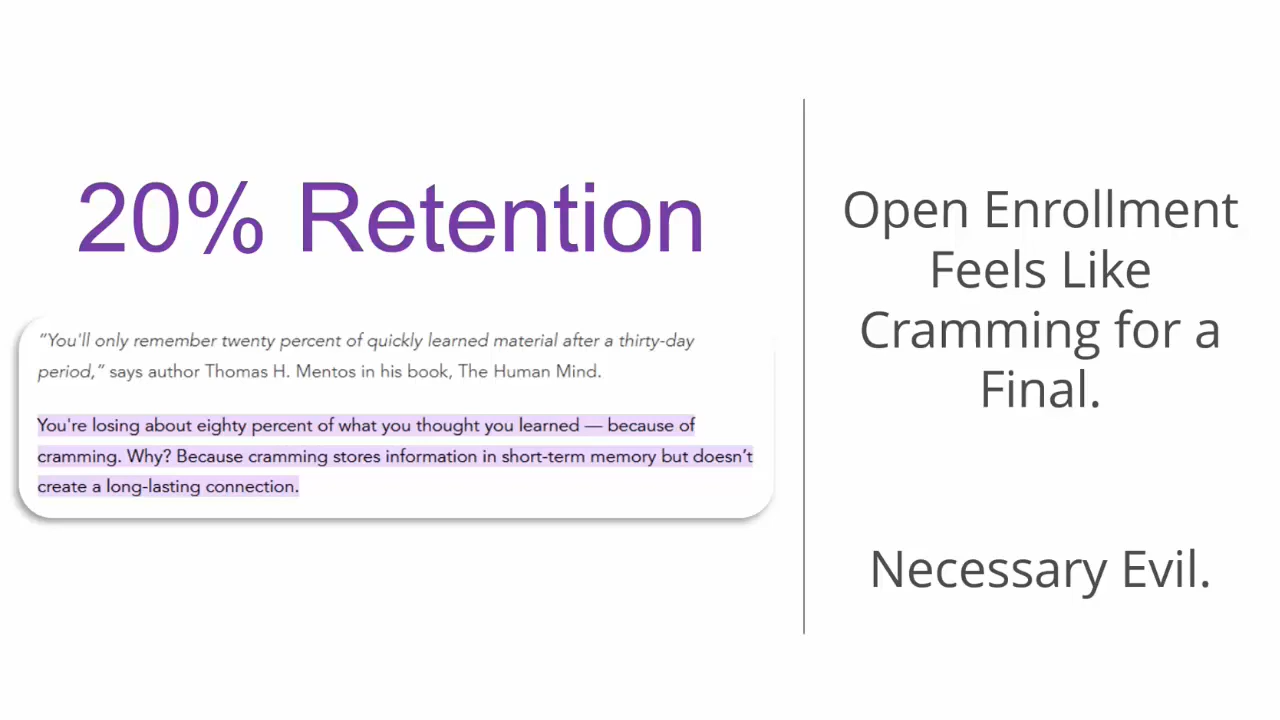 20% Retention
“You'll only remember twenty percent of quickly learned material after a thirty-day
period,” says author Thomas H. Mentos in his book, The Human Mind.
You're losing about eighty percent of what you thought you learned — because of
cramming. Why? Because cramming stores information in short-term memory but doesn’t
create a long-lasting connection.
Open Enrollment
Feels Like
Cramming for a
Final.
Necessary Evil.